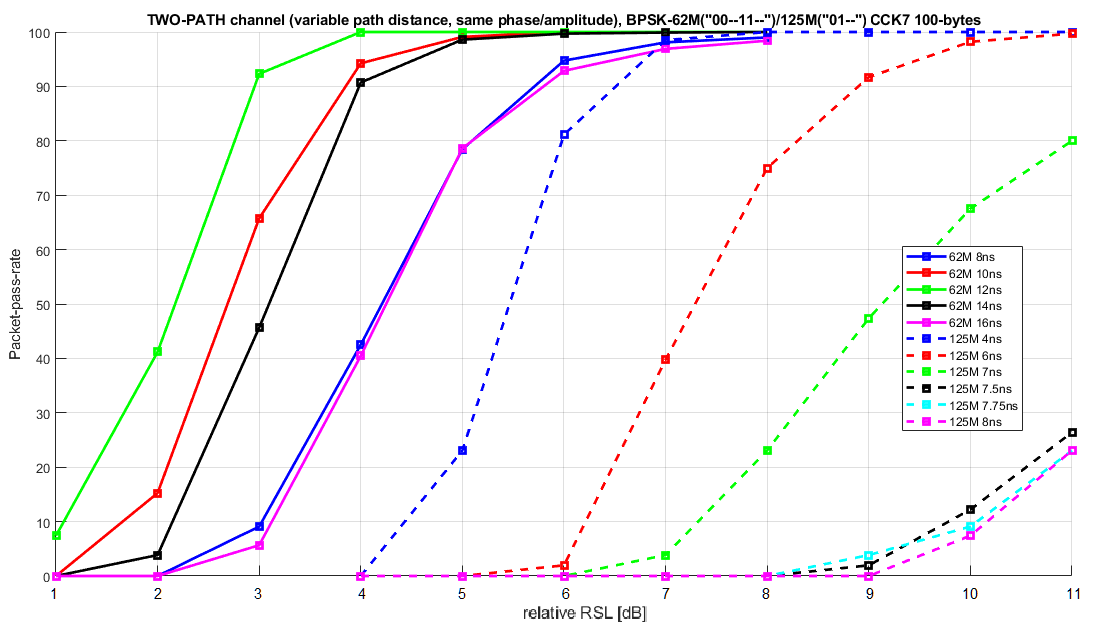 TWO-PATH channel (variable path distance, same phase/amplitude), BPSK-62M("00--11--")/125M("01--") CCK7 100-bytes
100
90
80
70
60
50
40
30
20
10
0
Packet-pass-rate
62M 8ns
62M 10ns
62M 12ns
62M 14ns
62M 16ns
125M 4ns
125M 6ns
125M 7ns
125M 7.5ns
125M 7.75ns
125M 8ns
1 2 3 4 5 6 7 8 9 10 11
relative RSL [dB]